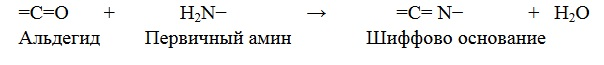 =C=O + H₂N− → =C= N− + H₂O
Альдегид Первичный амин Шиффово основание